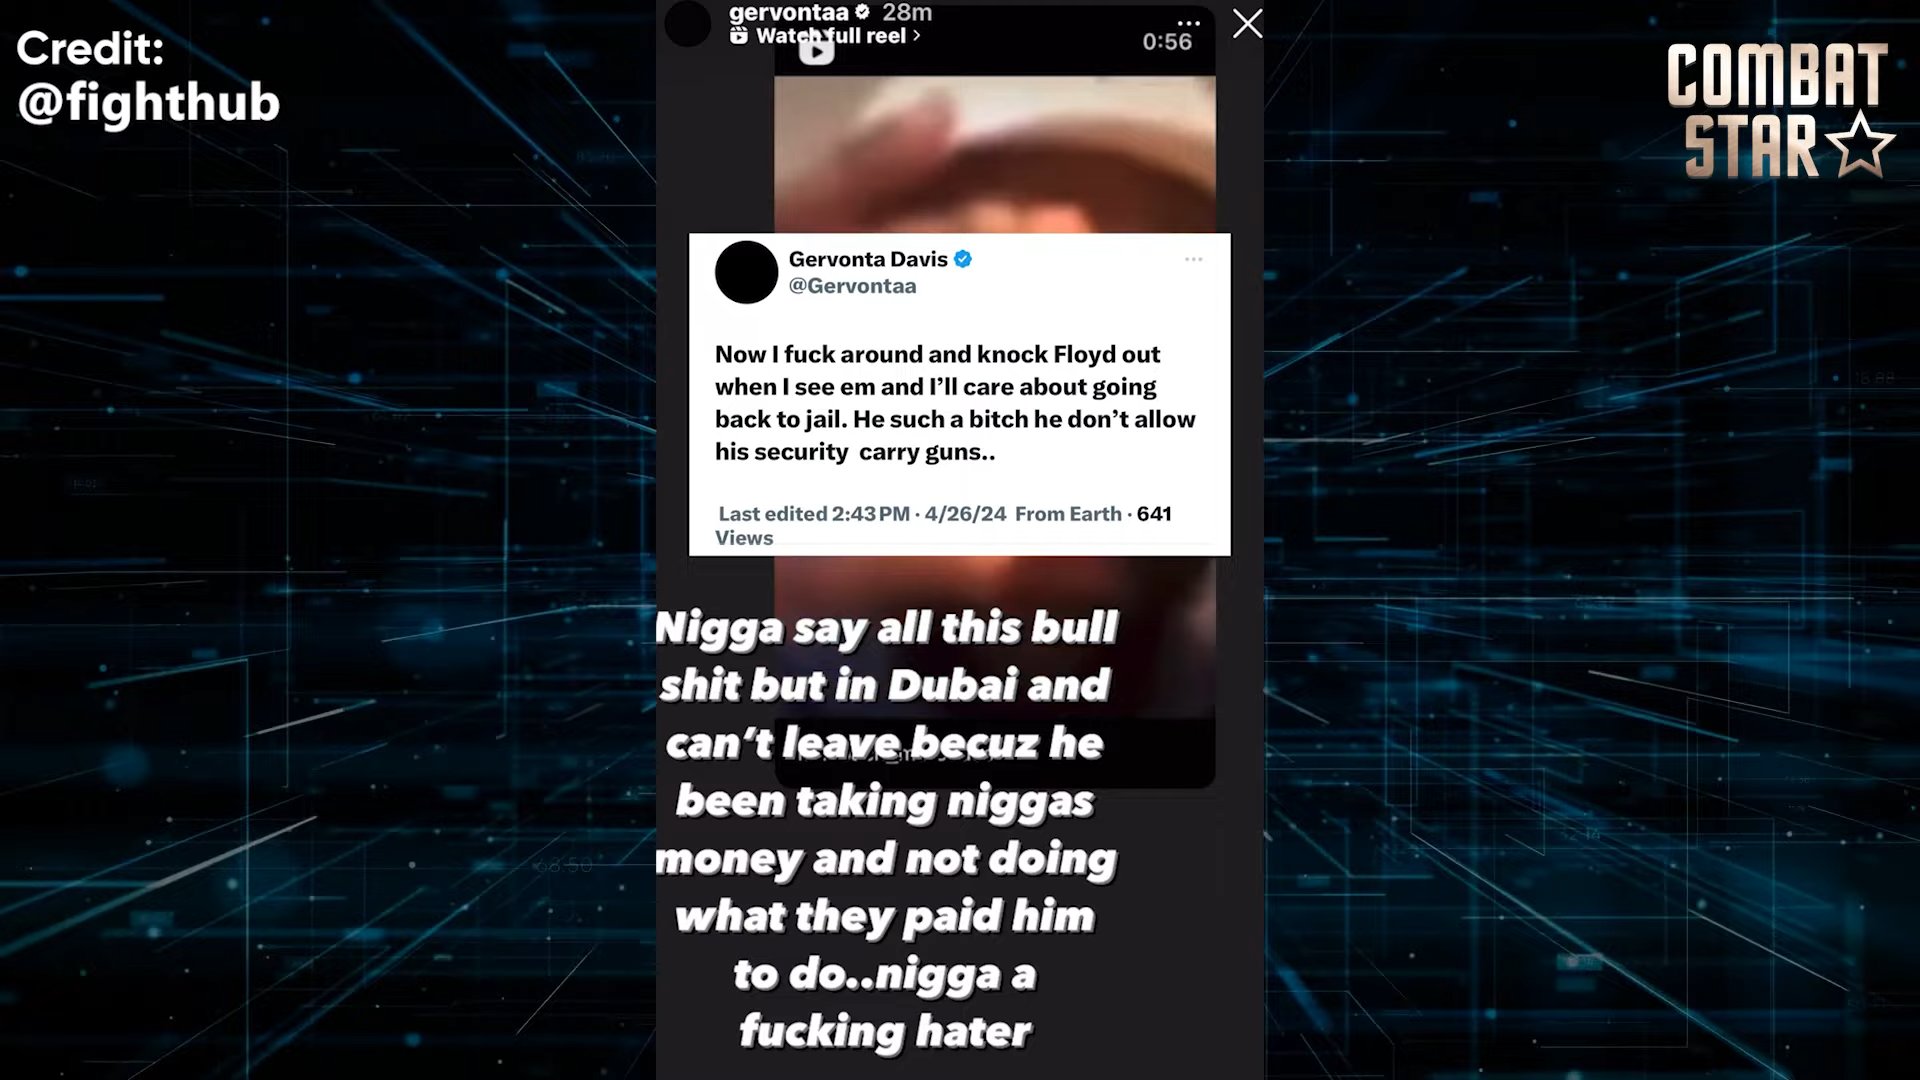 Credit:
@fighthub
gervontaa 28m
Watch full reel ›
0:56
COMBAT
STAR
Gervonta Davis
@Gervontaa
Now I fuck around and knock Floyd out
when I see em and I’ll care about going
back to jail. He such a bitch he don’t allow
his security carry guns..
Last edited 2:43 PM · 4/26/24 From Earth · 641
Views
Nigga say all this bull
shit but in Dubai and
can’t leave becuz he
been taking niggas
money and not doing
what they paid him
to do..nigga a
fucking hater
68.50